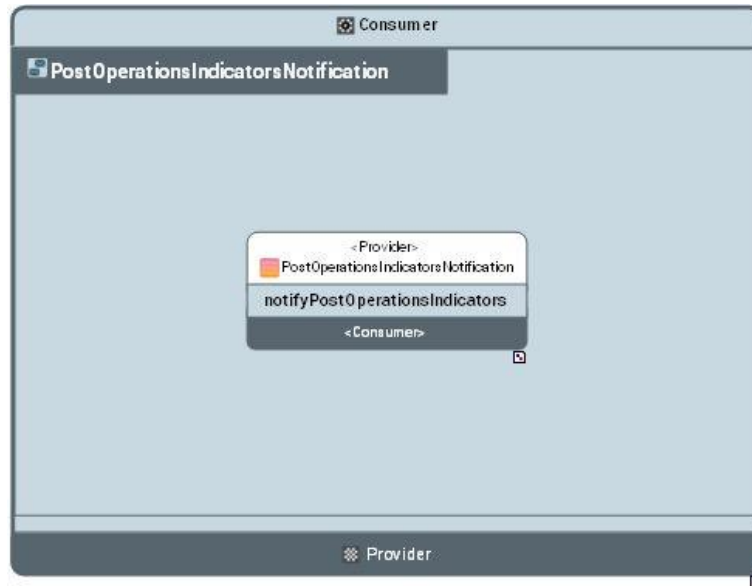 Consumer
PostOperationsIndicatorsNotification
<Provider>
PostOperationsIndicatorsNotification
notifyPostOperationsIndicators
<Consumer>
Provider